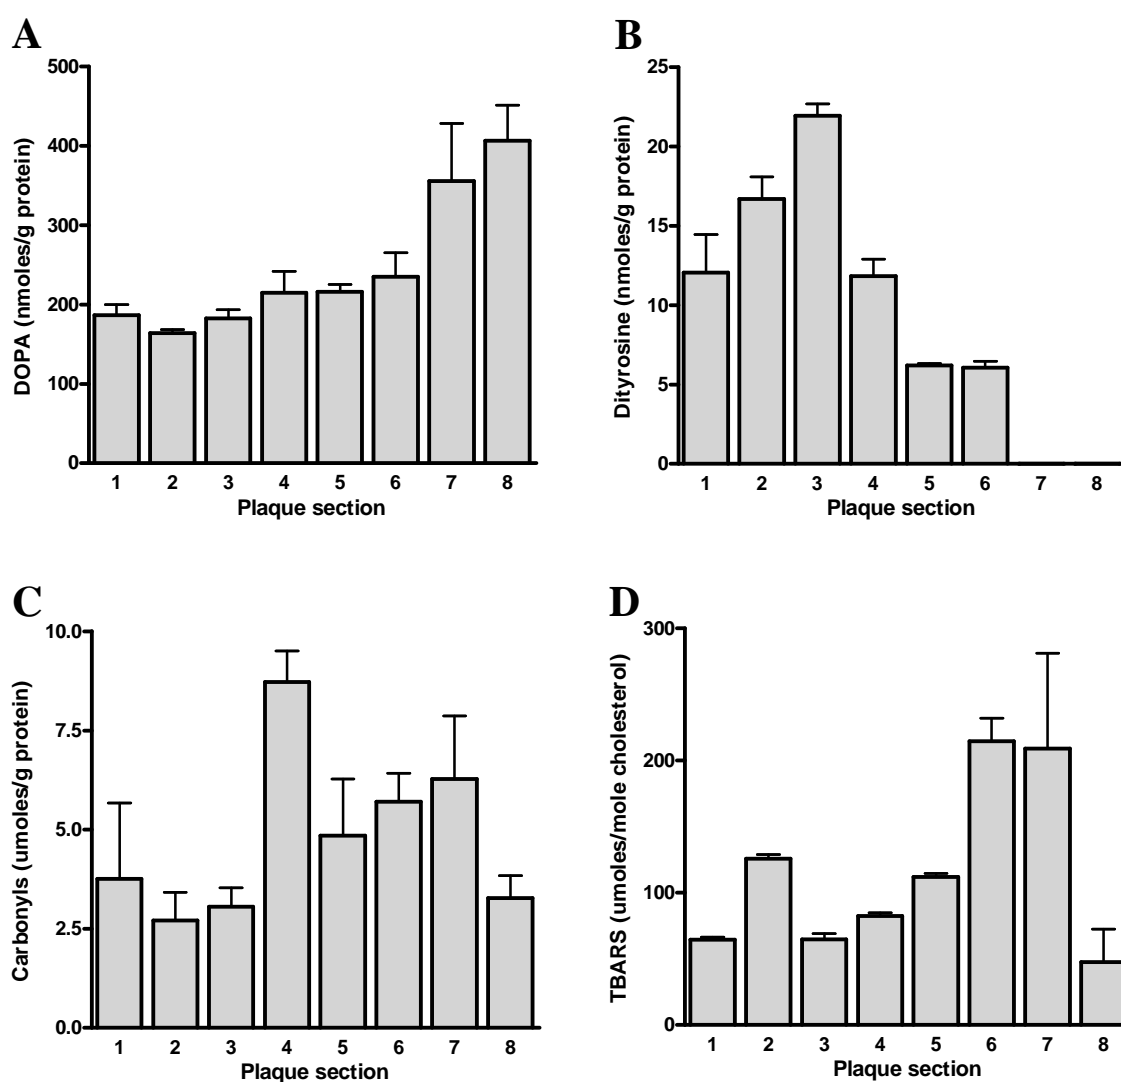 A
500
400
300
200
100
0
DOPA (nmoles/g protein)
1 2 3 4 5 6 7 8
Plaque section
B
25
20
15
10
5
0
Dityrosine (nmoles/g protein)
1 2 3 4 5 6 7 8
Plaque section
C
10.0
7.5
5.0
2.5
0.0
Carbonyls (umoles/g protein)
1 2 3 4 5 6 7 8
Plaque section
D
300
200
100
0
TBARS (umoles/mole cholesterol)
1 2 3 4 5 6 7 8
Plaque section